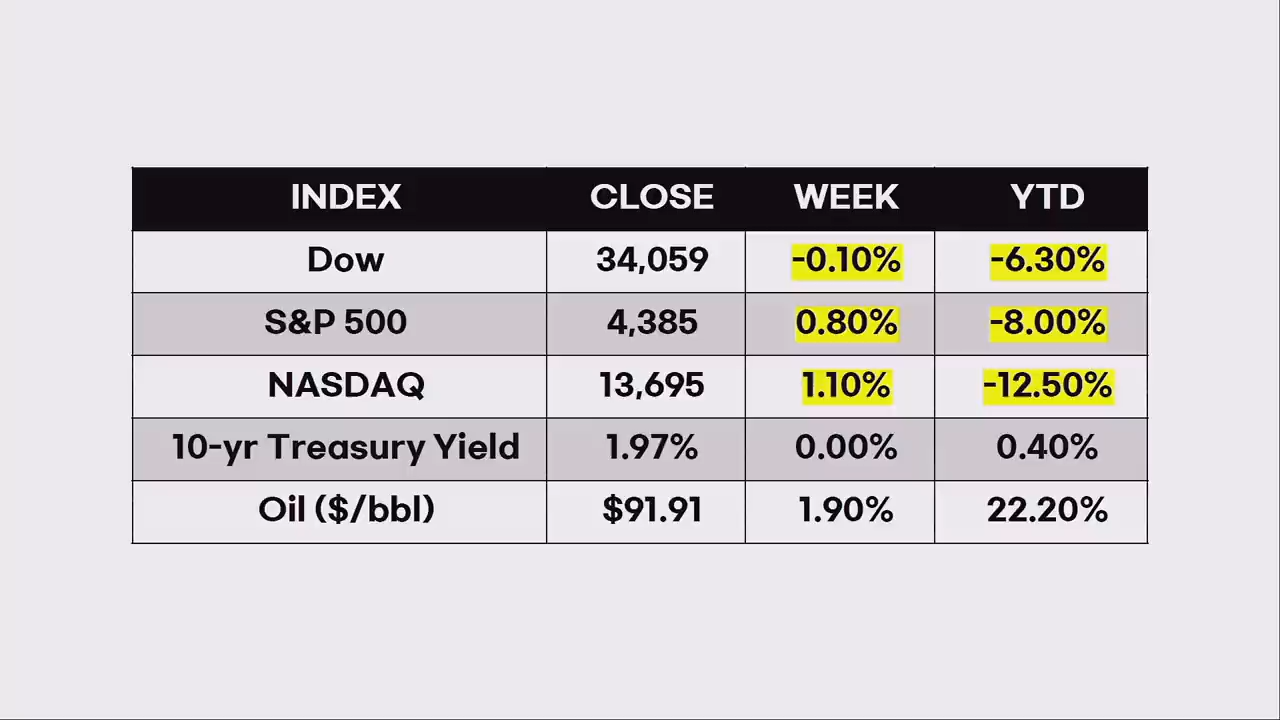 INDEX CLOSE WEEK YTD
Dow 34,059 -0.10% -6.30%
S&P 500 4,385 0.80% -8.00%
NASDAQ 13,695 1.10% -12.50%
10-yr Treasury Yield 1.97% 0.00% 0.40%
Oil ($/bbl) $91.91 1.90% 22.20%